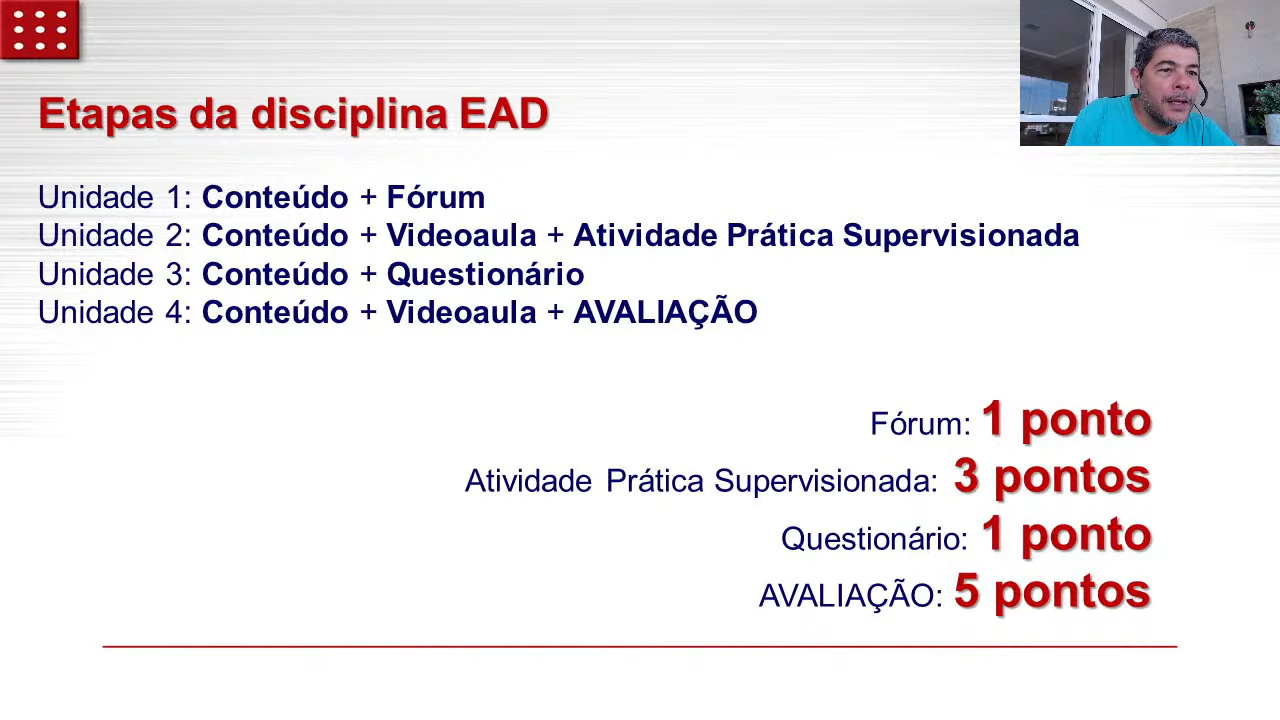 Etapas da disciplina EAD
Unidade 1: Conteúdo + Fórum
Unidade 2: Conteúdo + Videoaula + Atividade Prática Supervisionada
Unidade 3: Conteúdo + Questionário
Unidade 4: Conteúdo + Videoaula + AVALIAÇÃO
Fórum: 1 ponto
Atividade Prática Supervisionada: 3 pontos
Questionário: 1 ponto
AVALIAÇÃO: 5 pontos